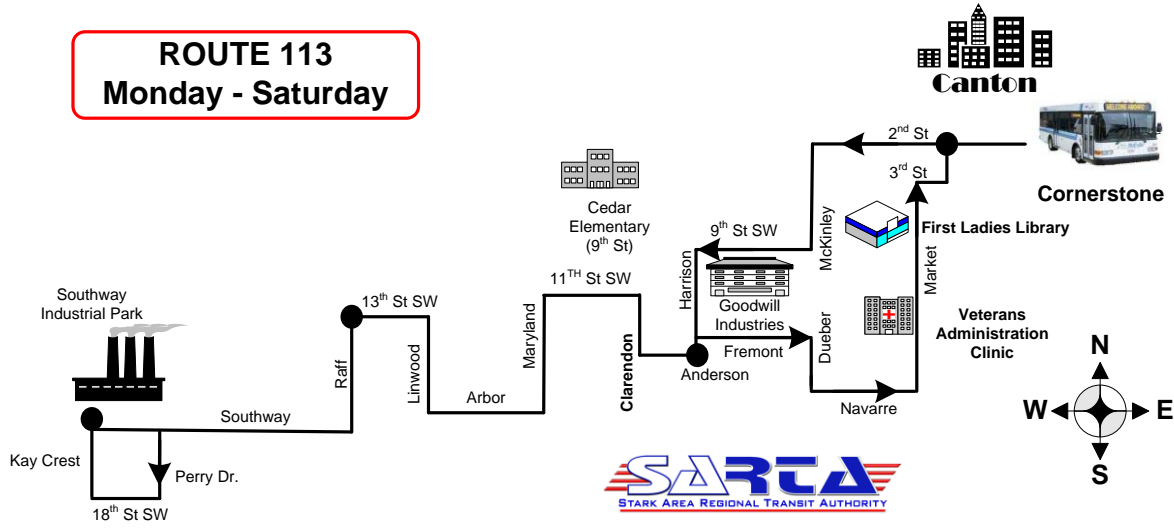 ROUTE 113
Monday - Saturday
Canton
2nd St
3rd St
Cornerstone
Cedar
Elementary
(9th St)
First Ladies Library
9th St SW
McKinley
Harrison
Market
11TH St SW
Goodwill
Industries
Southway
Industrial Park
13th St SW
Maryland
Veterans
Administration
Clinic
Raff
Linwood
Clarendon
Fremont
Dueber
Anderson
Arbor
Navarre
Southway
N
W
E
S
Kay Crest
Perry Dr.
18th St SW
SARTA
STARK AREA REGIONAL TRANSIT AUTHORITY